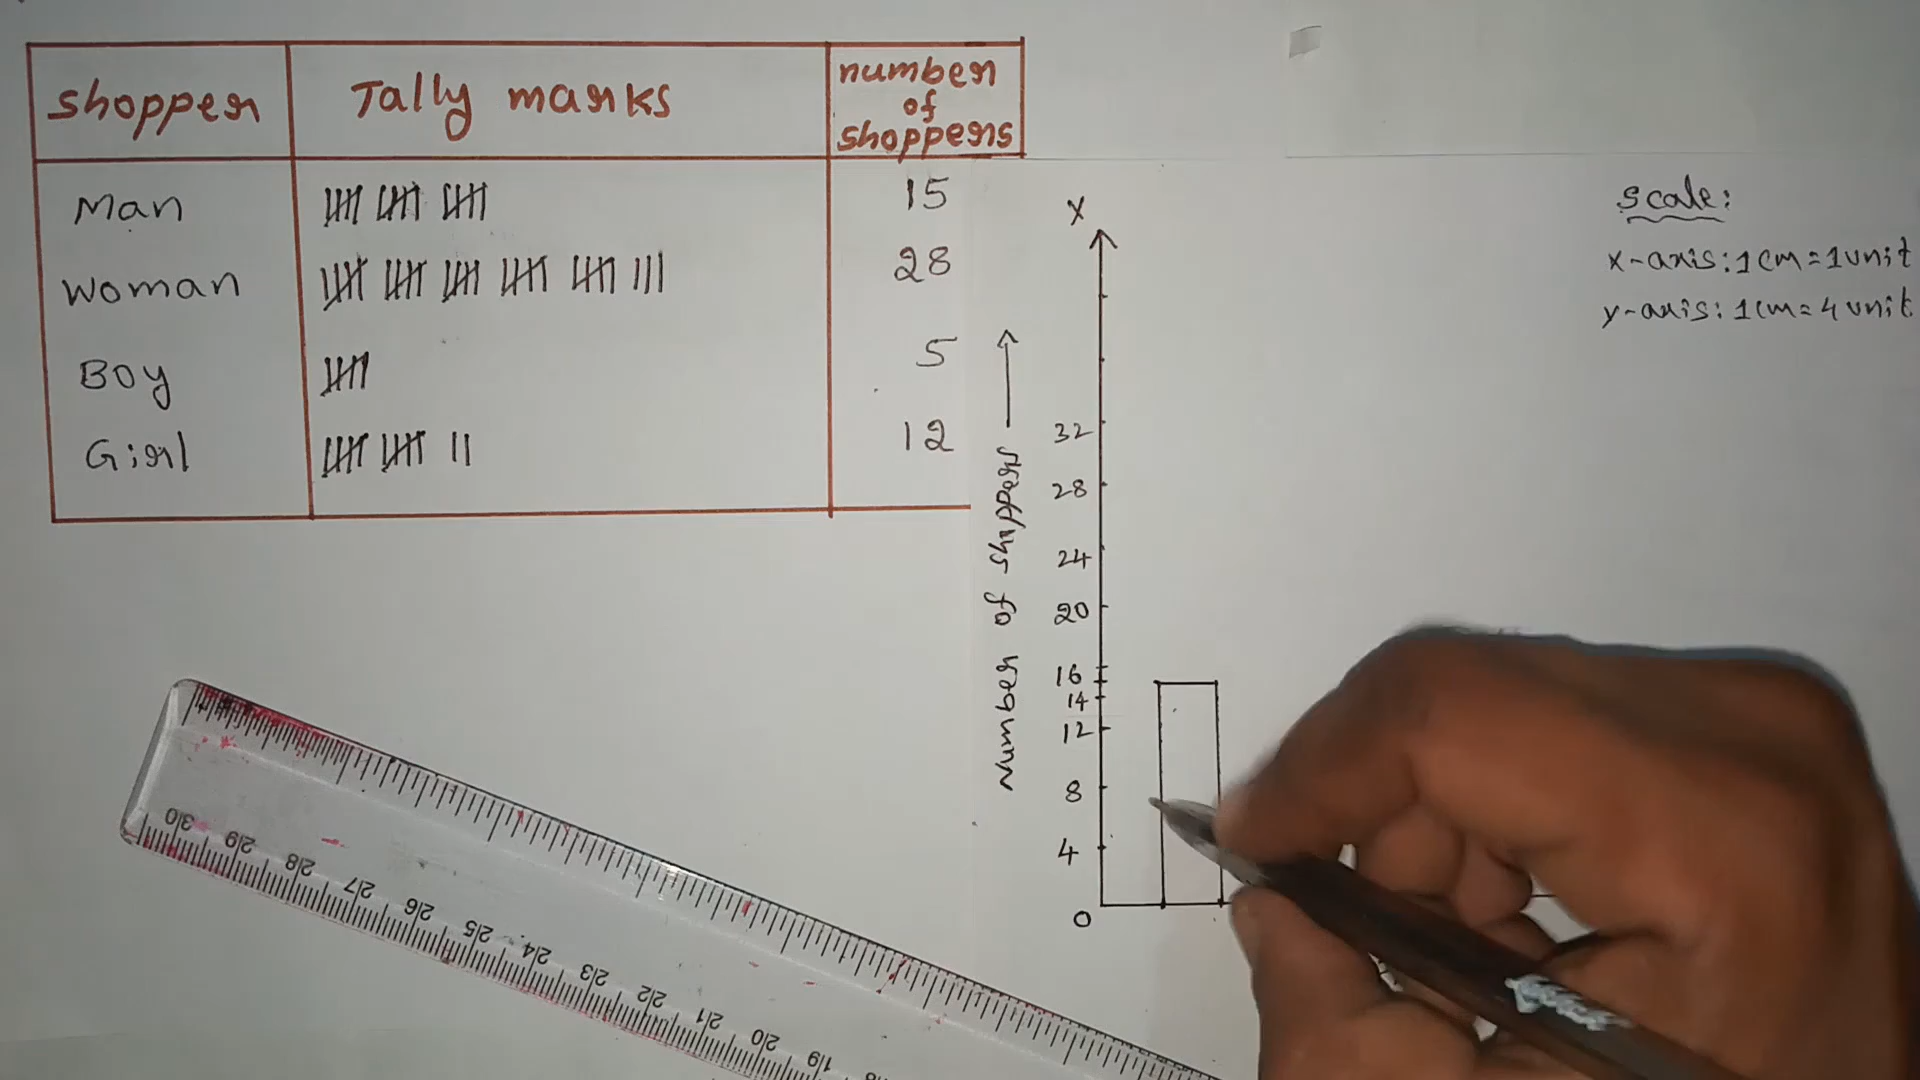 Shopper Tally marks number of shoppers
Man 15
Woman 28
Boy 5
Girl 12
X
Number of shoppers
32
28
24
20
16
14
12
8
4
0
Scale:
x-axis: 1cm = 1unit
y-axis: 1cm = 4unit
30 29 28 27 26 25 24 23 22 21 20 19